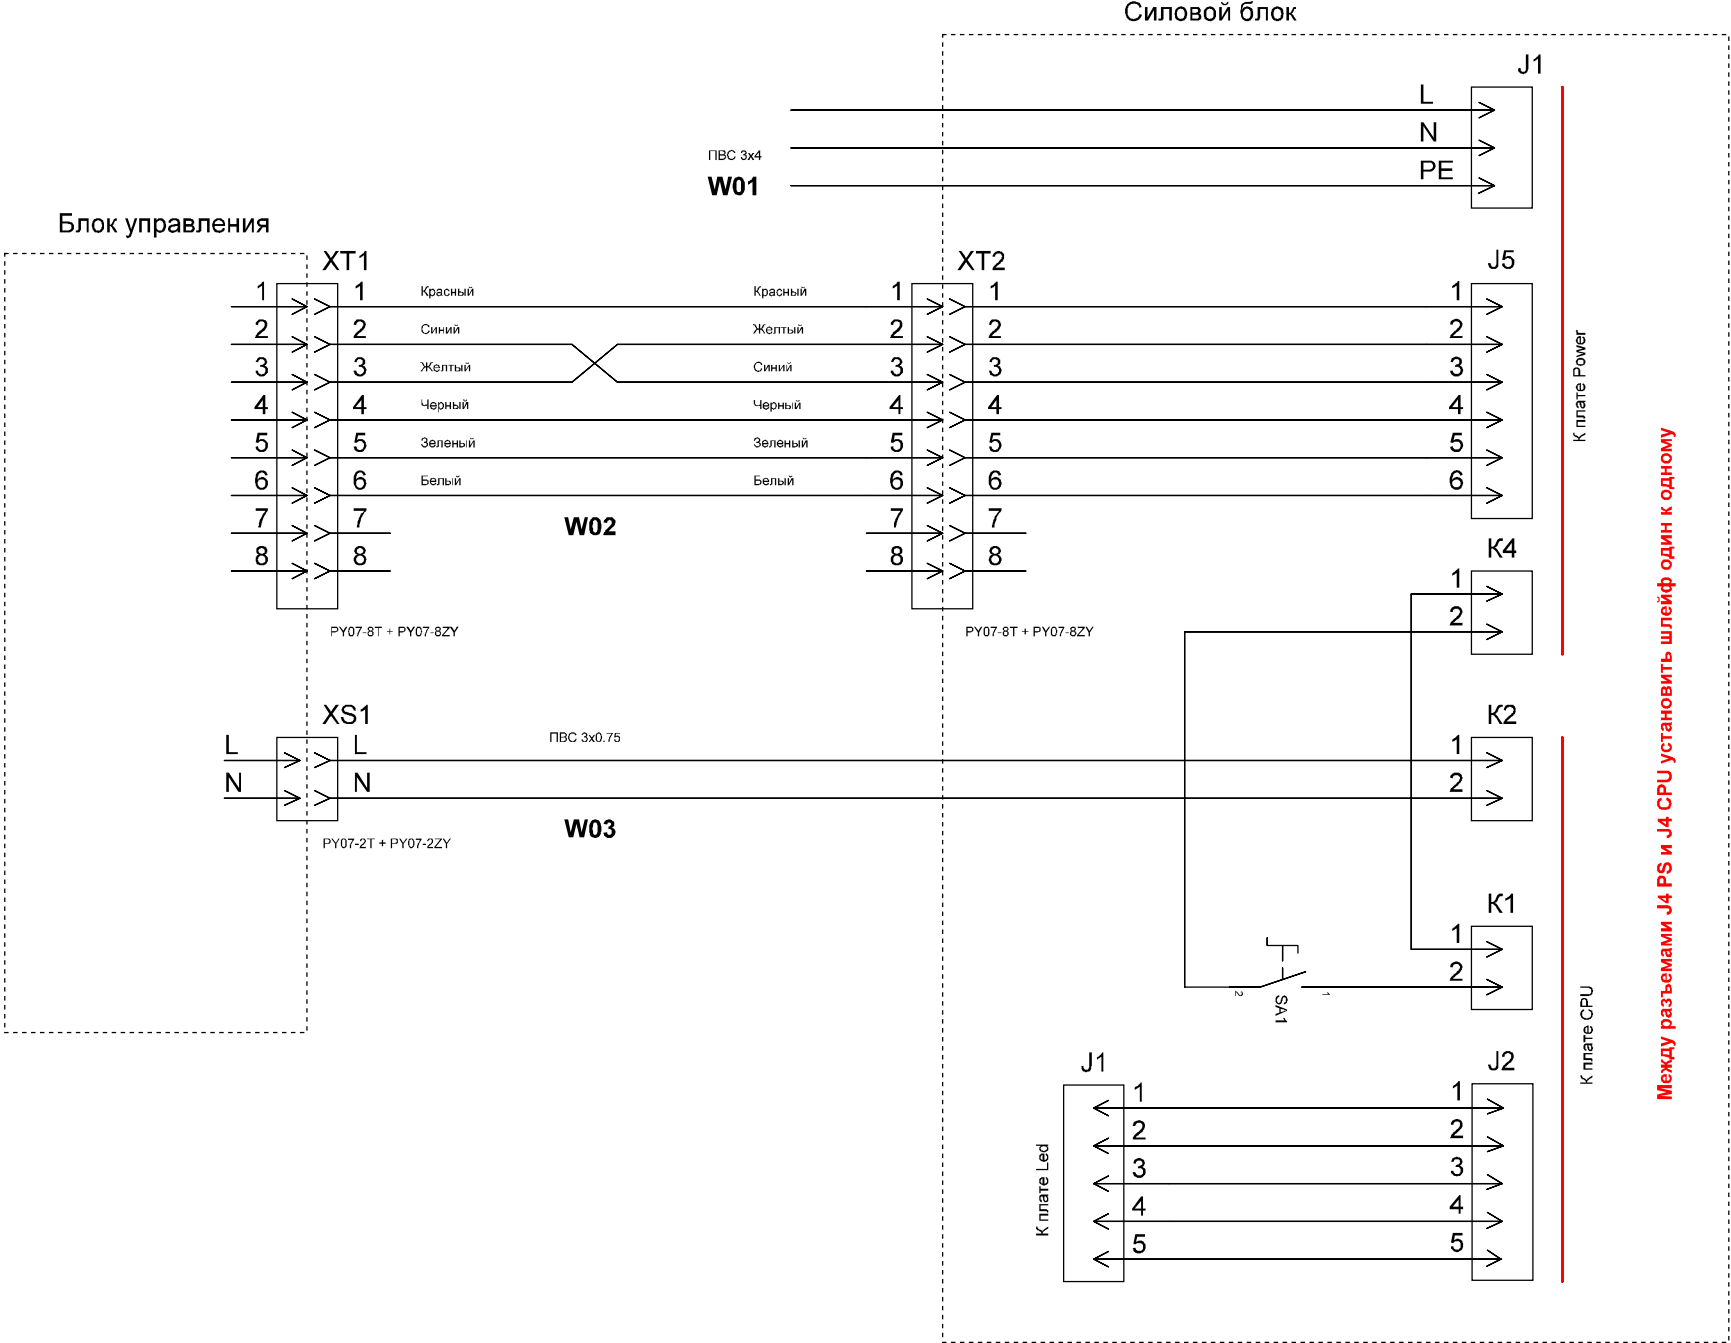 Силовой блок
J1
L
N
PE
ПВС 3x4
W01
Блок управления
XT1
XT2
J5
1 1 Красный Красный 1 1 1
2 2 Синий Желтый 2 2 2
3 3 Желтый Синий 3 3 3
4 4 Черный Черный 4 4 4
5 5 Зеленый Зеленый 5 5 5
6 6 Белый Белый 6 6 6
7 7 W02 7 7
8 8 8 8
PY07-8T + PY07-8ZY
PY07-8T + PY07-8ZY
К плате Power
K4
1
2
XS1
ПВС 3x0.75
K2
L L 1
N N 2
W03
PY07-2T + PY07-2ZY
K1
1
2
2 SA1 1
К плате CPU
Между разъемами J4 PS и J4 CPU установить шлейф один к одному
J1
J2
1 1
2 2
3 3
4 4
5 5
К плате Led